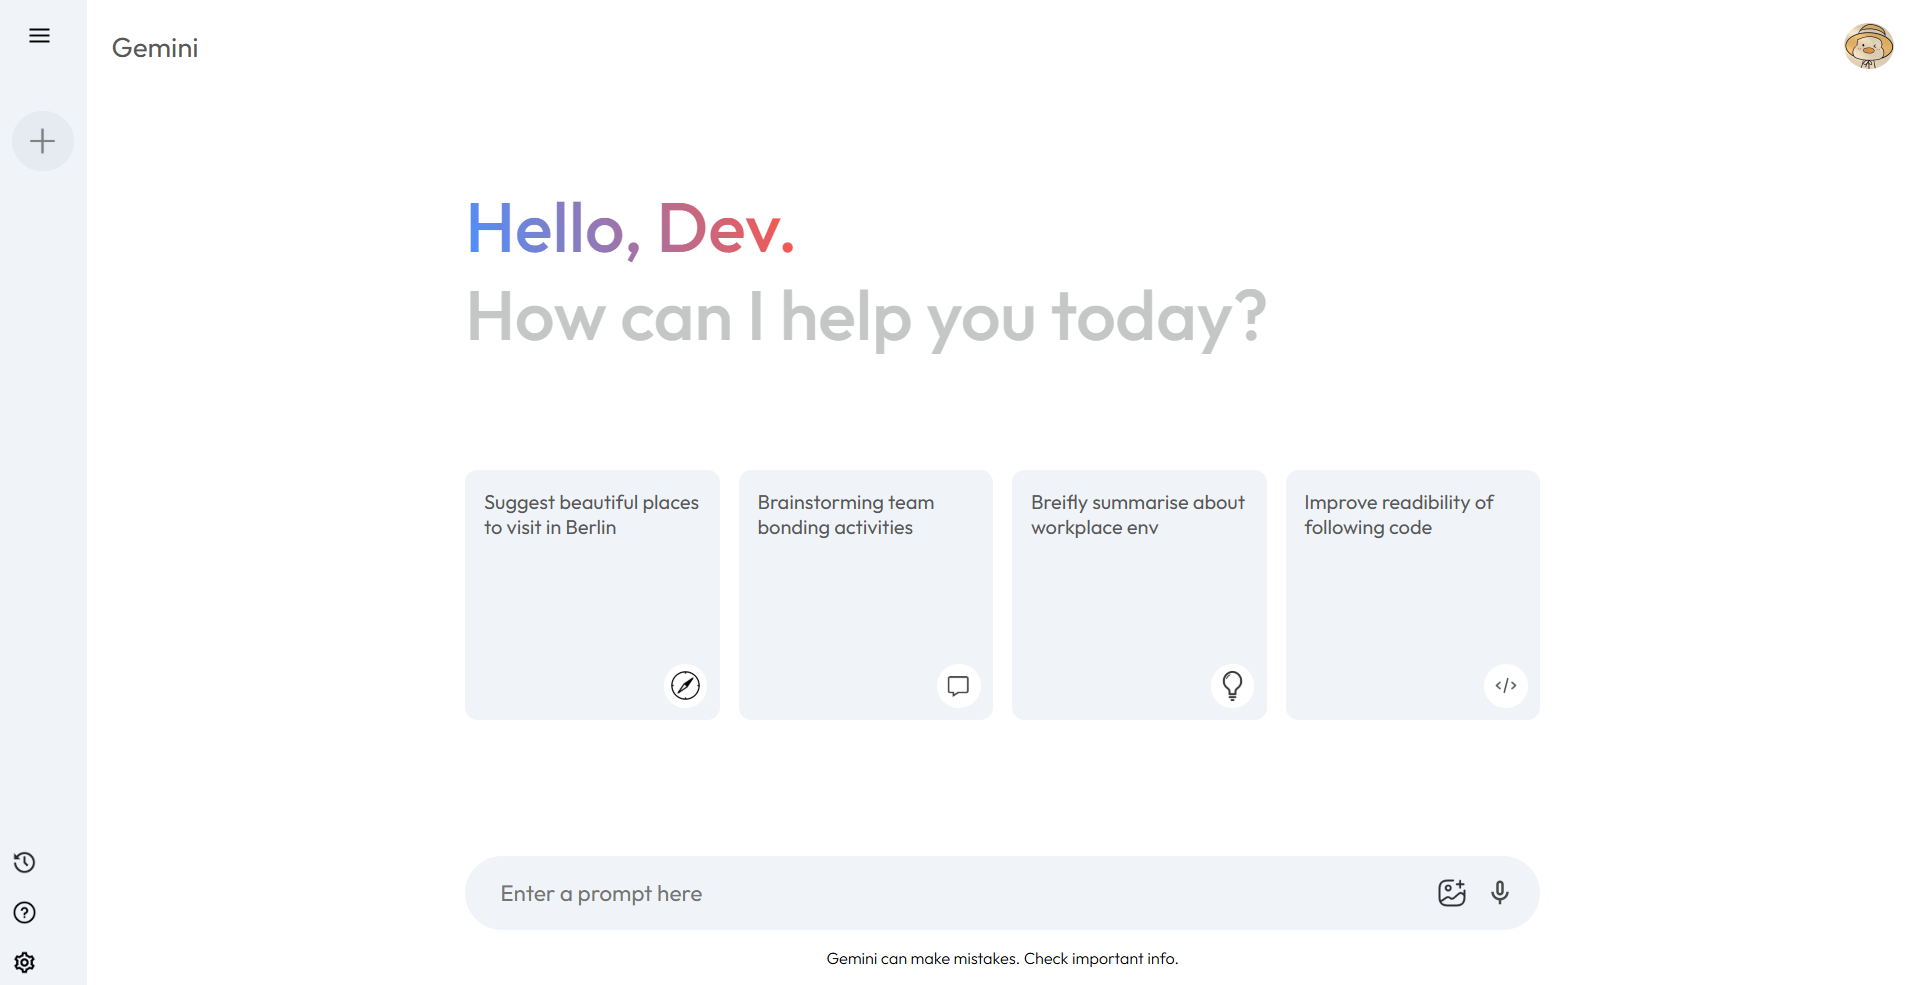 Gemini
Hello, Dev.
How can I help you today?
Suggest beautiful places
to visit in Berlin
Brainstorming team
bonding activities
Breifly summarise about
workplace env
Improve readibility of
following code
Enter a prompt here
Gemini can make mistakes. Check important info.